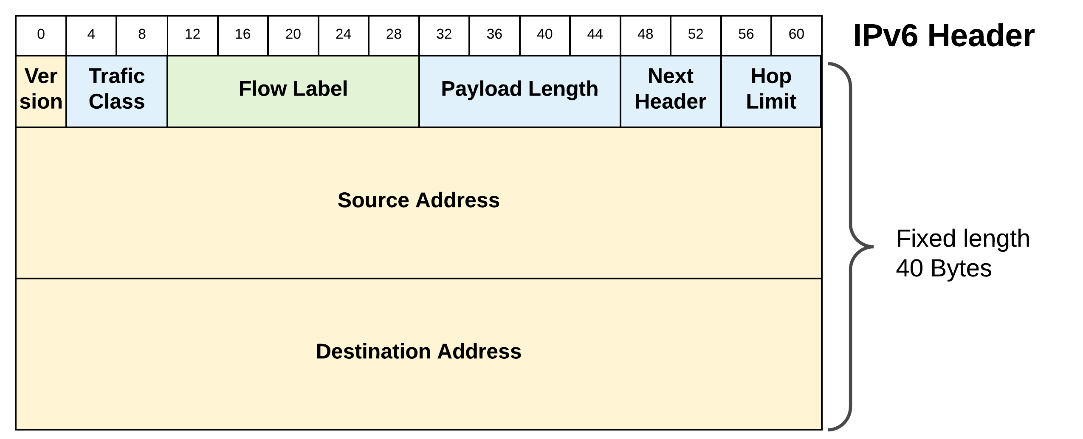 0 4 8 12 16 20 24 28 32 36 40 44 48 52 56 60
IPv6 Header
Ver
sion
Trafic
Class
Flow Label
Payload Length
Next
Header
Hop
Limit
Source Address
Fixed length
40 Bytes
Destination Address